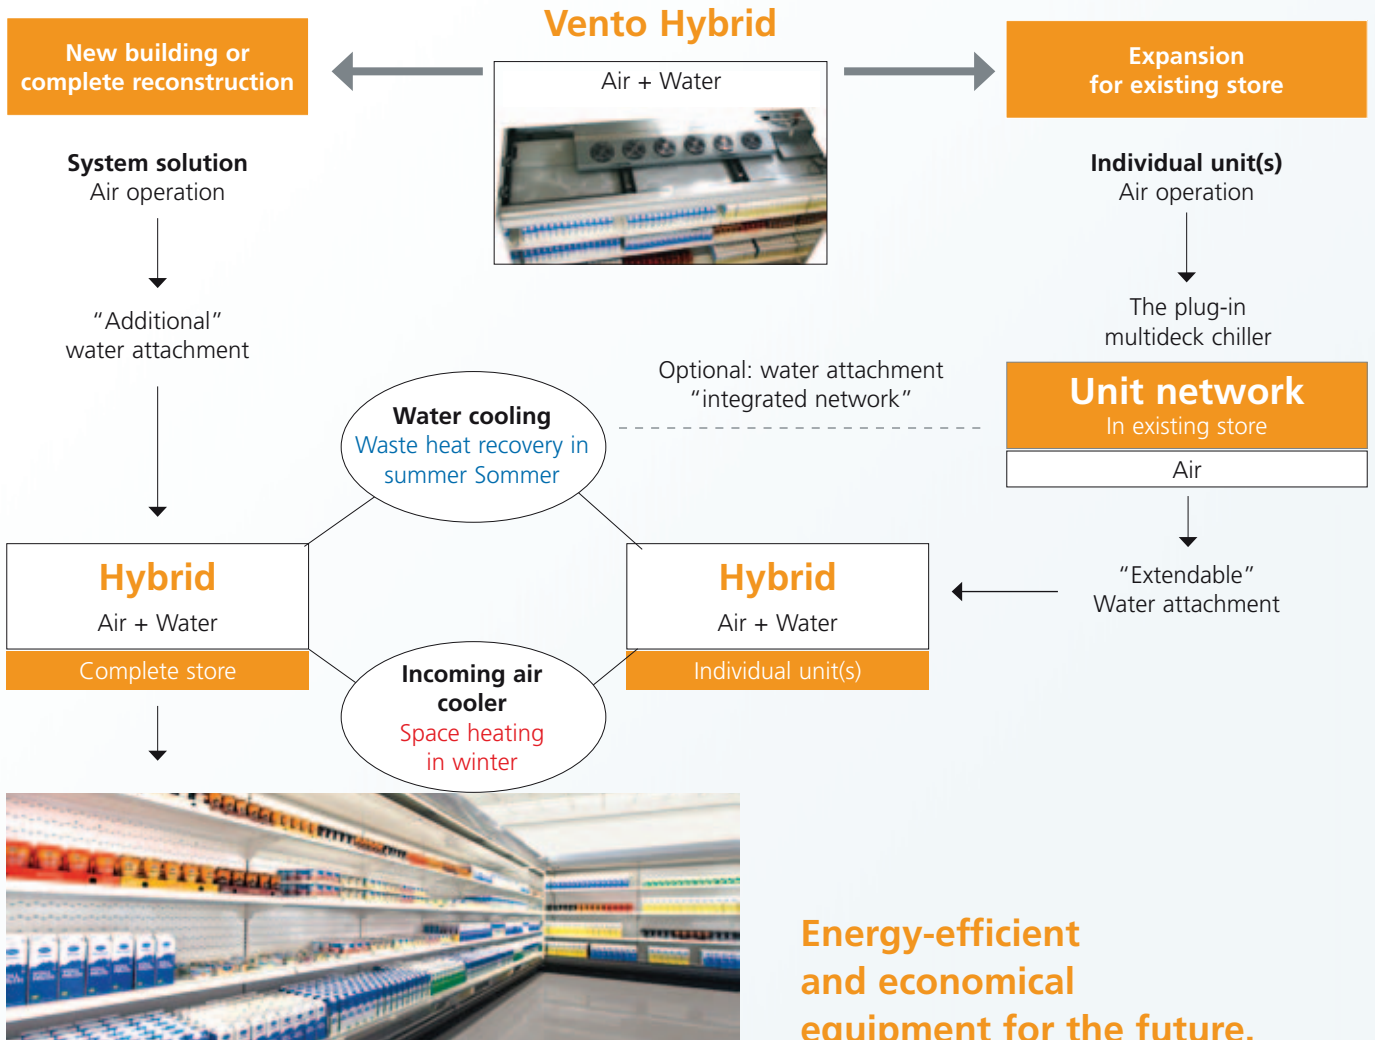 Vento Hybrid
New building or
complete reconstruction
Air + Water
Expansion
for existing store
System solution
Air operation
Individual unit(s)
Air operation
“Additional”
water attachment
The plug-in
multideck chiller
Optional: water attachment
“integrated network”
Unit network
In existing store
Air
Water cooling
Waste heat recovery in
summer Sommer
Hybrid
Air + Water
Complete store
Hybrid
Air + Water
Individual unit(s)
“Extendable”
Water attachment
Incoming air
cooler
Space heating
in winter
Energy-efficient
and economical
equipment for the future.